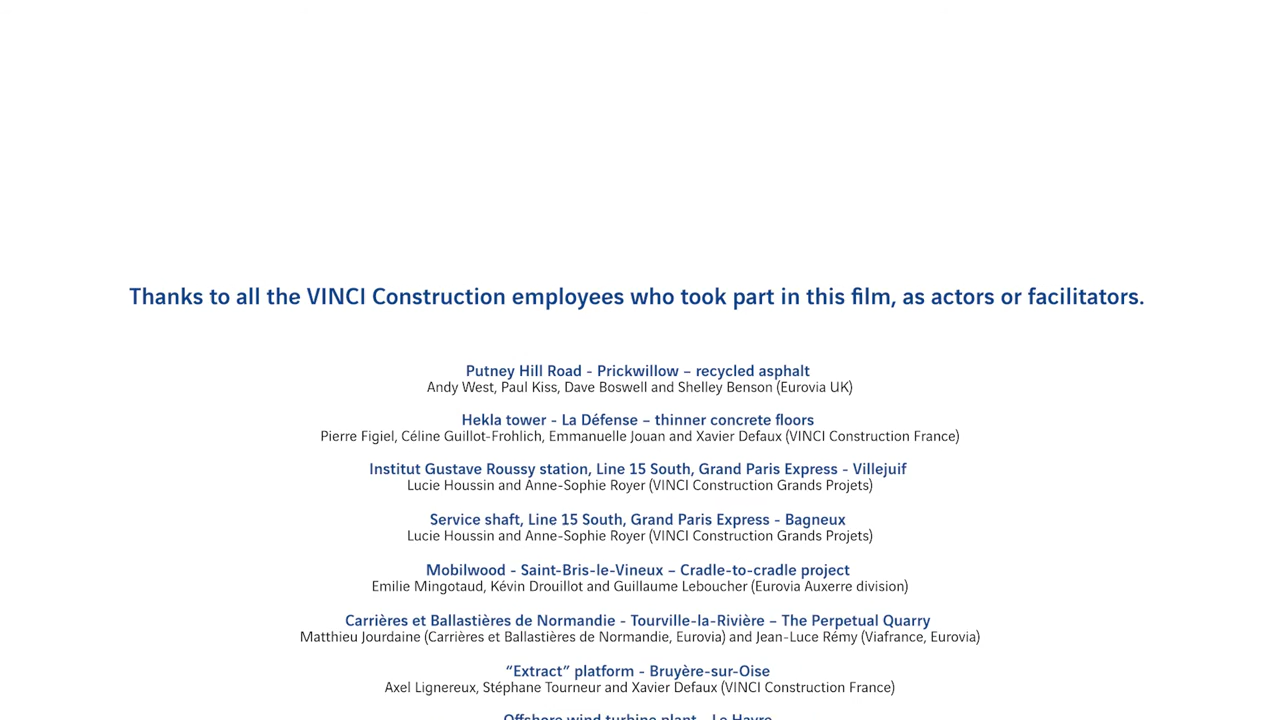 Thanks to all the VINCI Construction employees who took part in this film, as actors or facilitators.
Putney Hill Road - Prickwillow – recycled asphalt
Andy West, Paul Kiss, Dave Boswell and Shelley Benson (Eurovia UK)
Hekla tower - La Défense – thinner concrete floors
Pierre Figiel, Céline Guillot-Frohlich, Emmanuelle Jouan and Xavier Defaux (VINCI Construction France)
Institut Gustave Roussy station, Line 15 South, Grand Paris Express - Villejuif
Lucie Houssin and Anne-Sophie Royer (VINCI Construction Grands Projets)
Service shaft, Line 15 South, Grand Paris Express - Bagneux
Lucie Houssin and Anne-Sophie Royer (VINCI Construction Grands Projets)
Mobilwood - Saint-Bris-le-Vineux – Cradle-to-cradle project
Emilie Mingotaud, Kévin Drouillot and Guillaume Leboucher (Eurovia Auxerre division)
Carrières et Ballastières de Normandie - Tourville-la-Rivière – The Perpetual Quarry
Matthieu Jourdaine (Carrières et Ballastières de Normandie, Eurovia) and Jean-Luce Rémy (Viafrance, Eurovia)
“Extract” platform - Bruyère-sur-Oise
Axel Lignereux, Stéphane Tourneur and Xavier Defaux (VINCI Construction France)
Offshore wind turbine plant - Le Havre